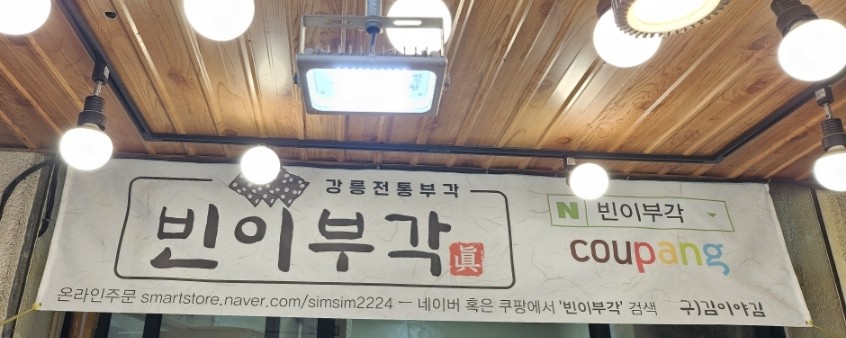 강릉전통부각
빈이부각 眞
N 빈이부각
coupang
온라인주문 smartstore.naver.com/simsim2224 ㅡ 네이버 혹은 쿠팡에서 '빈이부각' 검색 구)김이야김